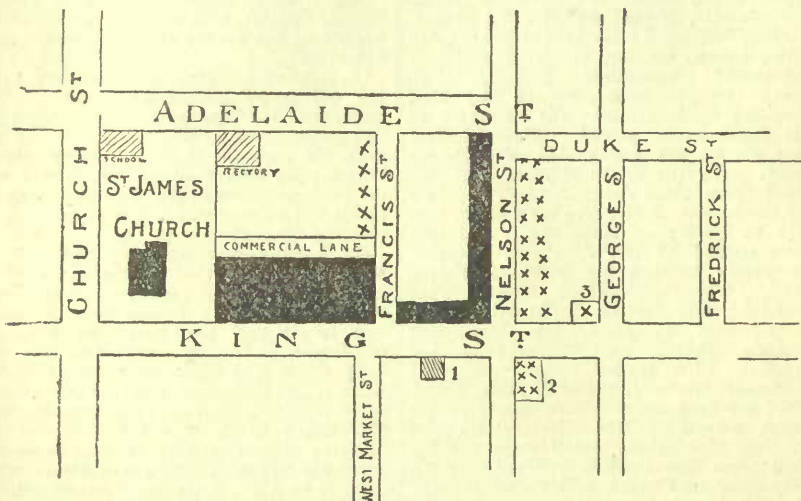 ADELAIDE ST
CHURCH ST
SCHOOL
ST JAMES
CHURCH
RECTORY
COMMERCIAL LANE
FRANCIS ST
NELSON ST
DUKE ST
GEORGE S
FREDRICK ST
3
KING ST.
WEST MARKET ST
1
2